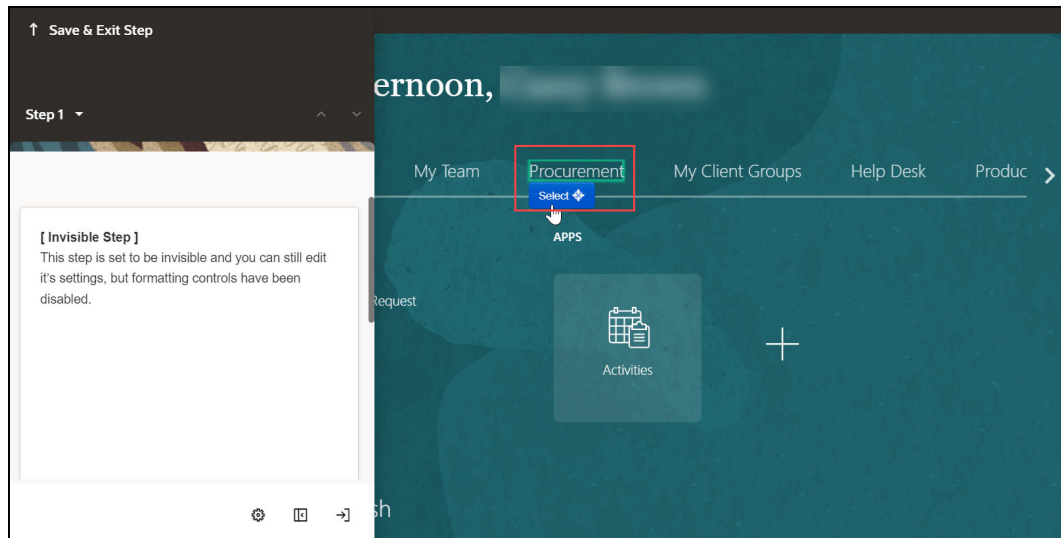 Save & Exit Step
Step 1
[ Invisible Step ]
This step is set to be invisible and you can still edit
it's settings, but formatting controls have been
disabled.
ernoon,
My Team Procurement My Client Groups Help Desk Produc
Select
APPS
Request
Activities
sh